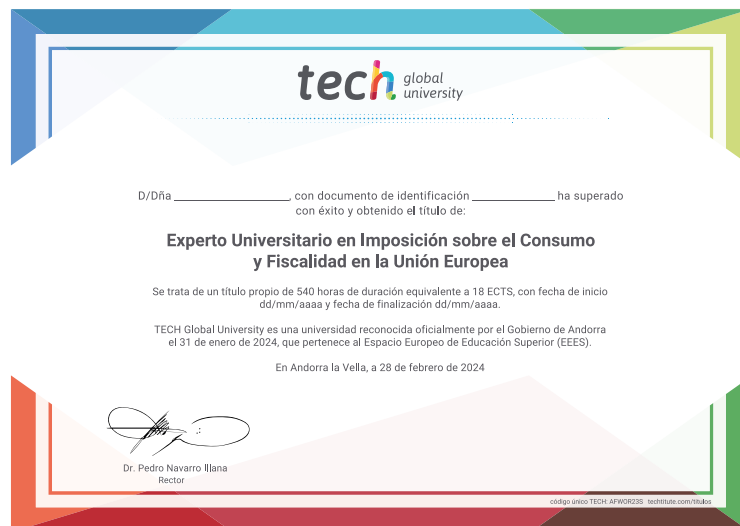 tech global university
D/Dña ______________, con documento de identificación ______________ ha superado
con éxito y obtenido el título de:
Experto Universitario en Imposición sobre el Consumo
y Fiscalidad en la Unión Europea
Se trata de un título propio de 540 horas de duración equivalente a 18 ECTS, con fecha de inicio
dd/mm/aaaa y fecha de finalización dd/mm/aaaa.
TECH Global University es una universidad reconocida oficialmente por el Gobierno de Andorra
el 31 de enero de 2024, que pertenece al Espacio Europeo de Educación Superior (EEES).
En Andorra la Vella, a 28 de febrero de 2024
Dr. Pedro Navarro Illana
Rector
código único TECH: AFWOR23S techtitute.com/titulos